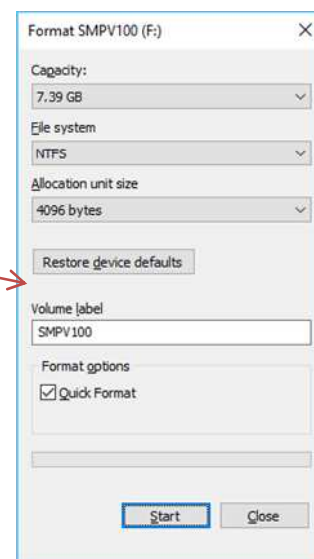 Format SMPV100 (F:)
Capacity:
7.39 GB
File system
NTFS
Allocation unit size
4096 bytes
Restore device defaults
Volume label
SMPV100
Format options
Quick Format
Start
Close